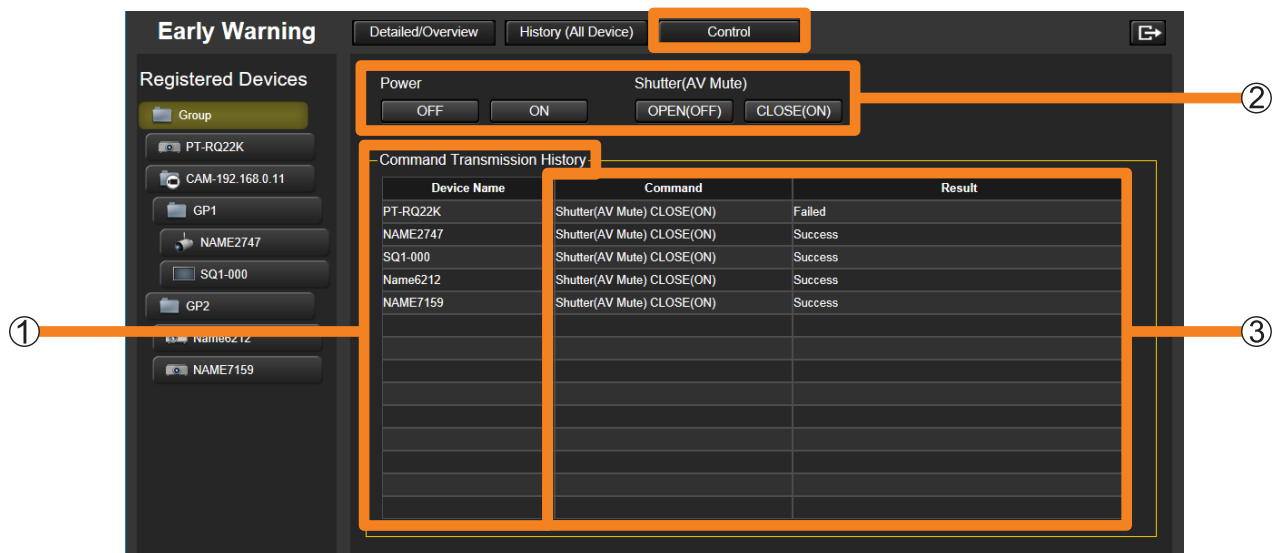 Early Warning
Detailed/Overview
History (All Device)
Control
Registered Devices
Group
PT-RQ22K
CAM-192.168.0.11
GP1
NAME2747
SQ1-000
GP2
Name6212
NAME7159
Power
Shutter(AV Mute)
OFF
ON
OPEN(OFF)
CLOSE(ON)
Command Transmission History
Device Name Command Result
PT-RQ22K Shutter(AV Mute) CLOSE(ON) Failed
NAME2747 Shutter(AV Mute) CLOSE(ON) Success
SQ1-000 Shutter(AV Mute) CLOSE(ON) Success
Name6212 Shutter(AV Mute) CLOSE(ON) Success
NAME7159 Shutter(AV Mute) CLOSE(ON) Success
①
②
③